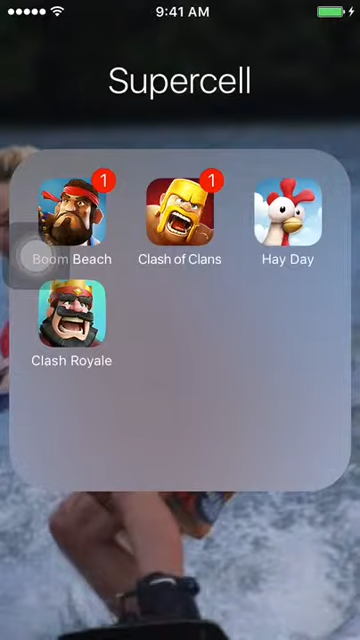 9:41 AM
Supercell
1
1
Boom Beach
Clash of Clans
Hay Day
Clash Royale